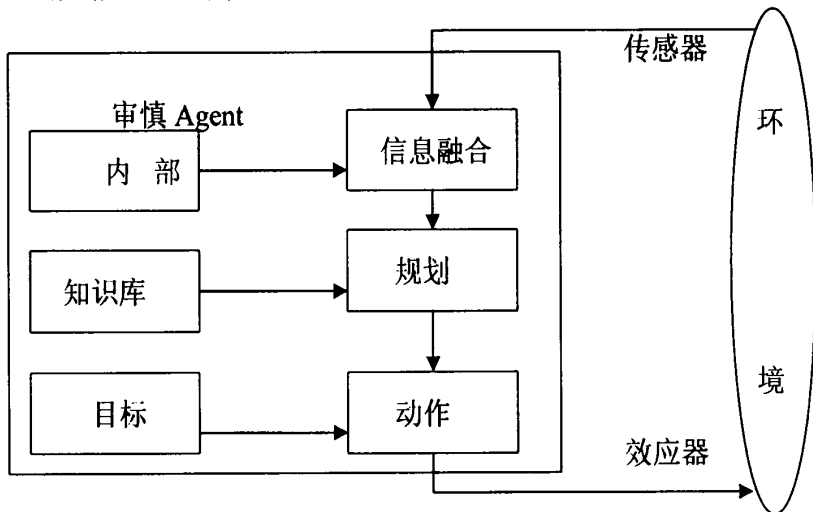 传感器
审慎 Agent
环
内 部
信息融合
知识库
规划
目标
动作
境
效应器